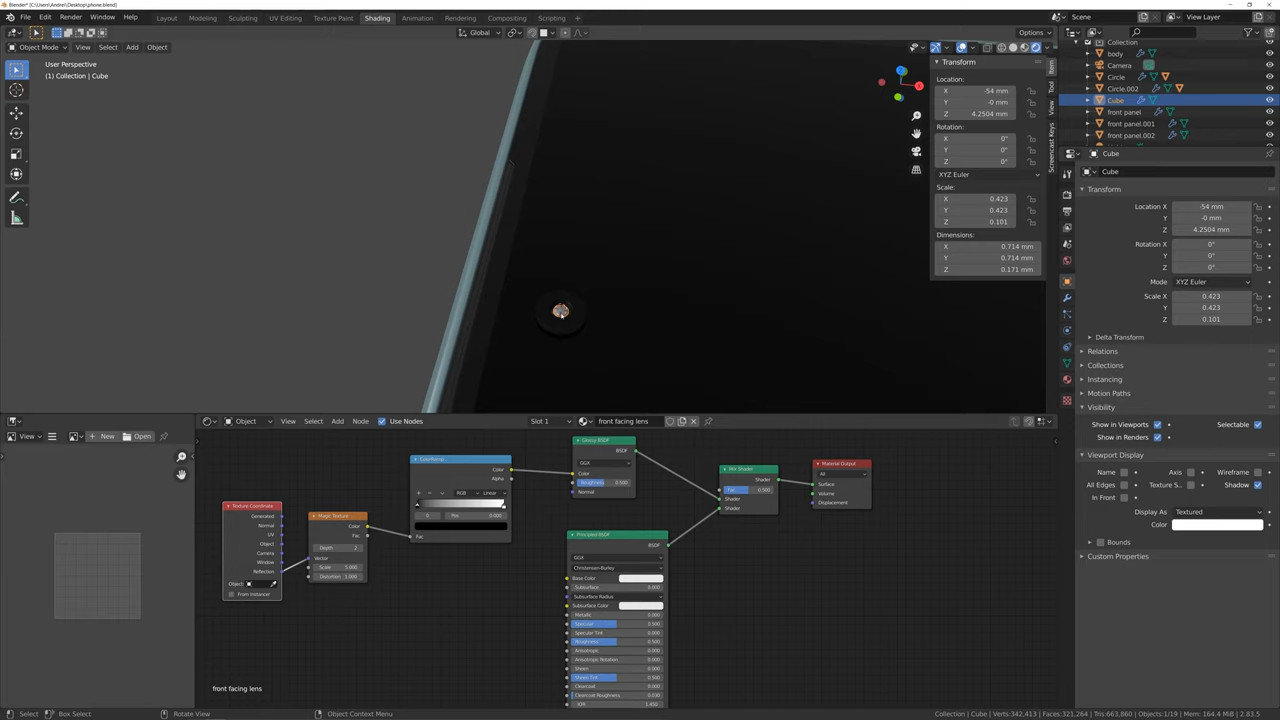 Blender* [C:\Users\Andrei\Desktop\phone.blend]
File Edit Render Window Help
Layout Modeling Sculpting UV Editing Texture Paint Shading Animation Rendering Compositing Scripting
Scene View Layer
Global Options
Object Mode View Select Add Object
User Perspective
(1) Collection | Cube
Transform
Location:
X -54 mm
Y -0 mm
Z 4.2504 mm
Rotation:
X 0°
Y 0°
Z 0°
XYZ Euler
Scale:
X 0.423
Y 0.423
Z 0.101
Dimensions:
X 0.714 mm
Y 0.714 mm
Z 0.171 mm
Item
Tool
View
Screencast Keys
Collection
body
Camera
Circle
Circle.002
Cube
front panel
front panel.001
front panel.002
Cube
Cube
Transform
Location X -54 mm
Y -0 mm
Z 4.2504 mm
Rotation X 0°
Y 0°
Z 0°
Mode XYZ Euler
Scale X 0.423
Y 0.423
Z 0.101
Delta Transform
Relations
Collections
Instancing
Motion Paths
Visibility
Show in Viewports Selectable
Show in Renders
Viewport Display
Name Axis Wireframe
All Edges Texture S.. Shadow
In Front
Display As Textured
Color
Bounds
Custom Properties
View New Open
Object View Select Add Node Use Nodes Slot 1 front facing lens
Texture Coordinate
Generated
Normal
UV
Object
Camera
Window
Reflection
Object:
From Instancer
Magic Texture
Color
Fac
Depth 2
Vector
Scale 5.000
Distortion 1.000
ColorRamp
Color
Alpha
RGB Linear
0 Pos 0.000
Fac
Glossy BSDF
BSDF
GGX
Color
Roughness 0.500
Normal
Principled BSDF
BSDF
GGX
Christensen-Burley
Base Color
Subsurface 0.000
Subsurface Radius
Subsurface Color
Metallic 0.000
Specular 0.500
Specular Tint 0.000
Roughness 0.500
Anisotropic 0.000
Anisotropic Rotation 0.000
Sheen 0.000
Sheen Tint 0.500
Clearcoat 0.000
Clearcoat Roughness 0.030
IOR 1.450
Mix Shader
Shader
Fac 0.500
Shader
Shader
Material Output
All
Surface
Volume
Displacement
front facing lens
Select Box Select Rotate View Object Context Menu
Collection | Cube | Verts:342,413 | Faces:321,264 | Tris:663,860 | Objects:1/19 | Mem: 164.4 MiB | 2.83.5